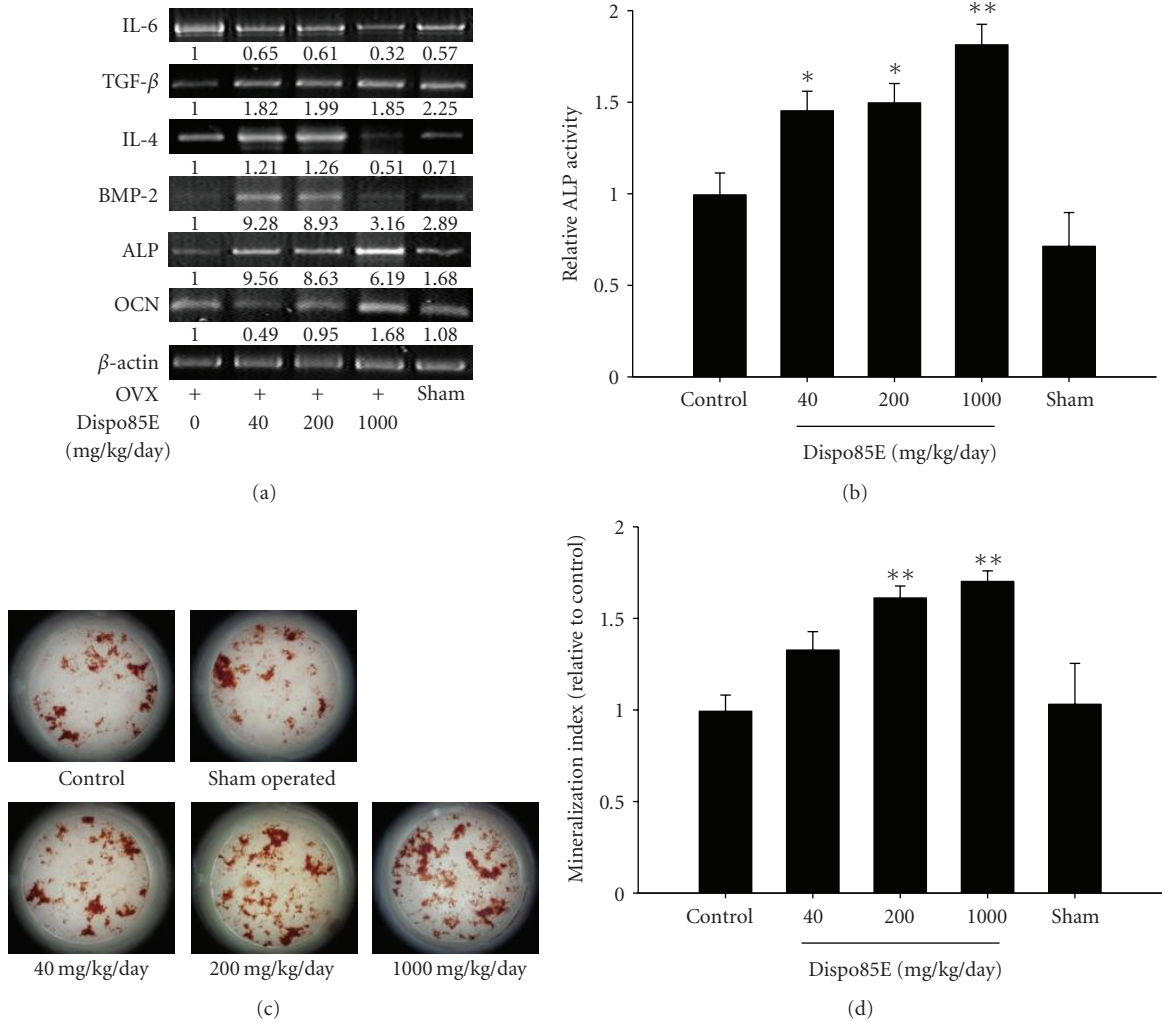 IL-6
1 0.65 0.61 0.32 0.57
TGF-β
1 1.82 1.99 1.85 2.25
IL-4
1 1.21 1.26 0.51 0.71
BMP-2
1 9.28 8.93 3.16 2.89
ALP
1 9.56 8.63 6.19 1.68
OCN
1 0.49 0.95 1.68 1.08
β-actin
OVX + + + + Sham
Dispo85E 0 40 200 1000
(mg/kg/day)
(a)
Relative ALP activity
2
1.5
1
0.5
0
* * **
Control 40 200 1000 Sham
Dispo85E (mg/kg/day)
(b)
Control Sham operated
40 mg/kg/day 200 mg/kg/day 1000 mg/kg/day
(c)
Mineralization index (relative to control)
2
1.5
1
0.5
0
** **
Control 40 200 1000 Sham
Dispo85E (mg/kg/day)
(d)